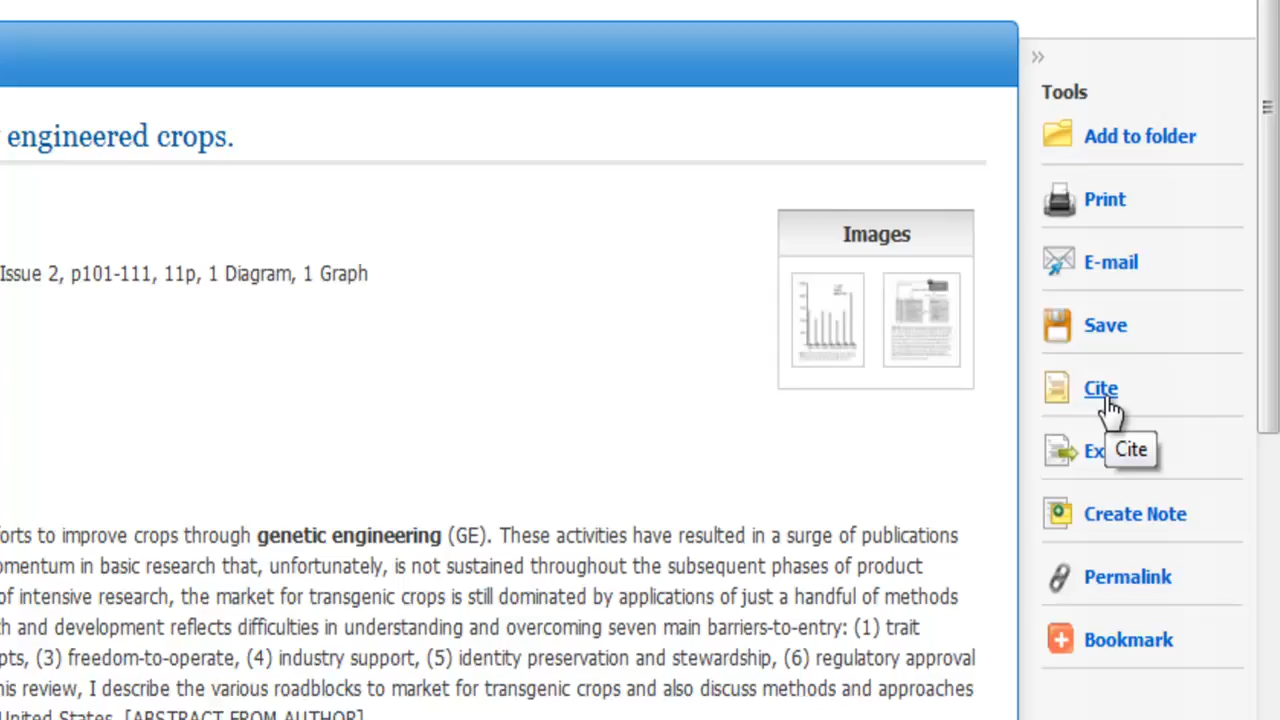 »
Tools
engineered crops.
Add to folder
Print
Images
E-mail
Issue 2, p101-111, 11p, 1 Diagram, 1 Graph
Save
Cite
Cite
Create Note
orts to improve crops through genetic engineering (GE). These activities have resulted in a surge of publications
omentum in basic research that, unfortunately, is not sustained throughout the subsequent phases of product
of intensive research, the market for transgenic crops is still dominated by applications of just a handful of methods
h and development reflects difficulties in understanding and overcoming seven main barriers-to-entry: (1) trait
pts, (3) freedom-to-operate, (4) industry support, (5) identity preservation and stewardship, (6) regulatory approval
his review, I describe the various roadblocks to market for transgenic crops and also discuss methods and approaches
United States. [ABSTRACT FROM AUTHOR]
Permalink
Bookmark